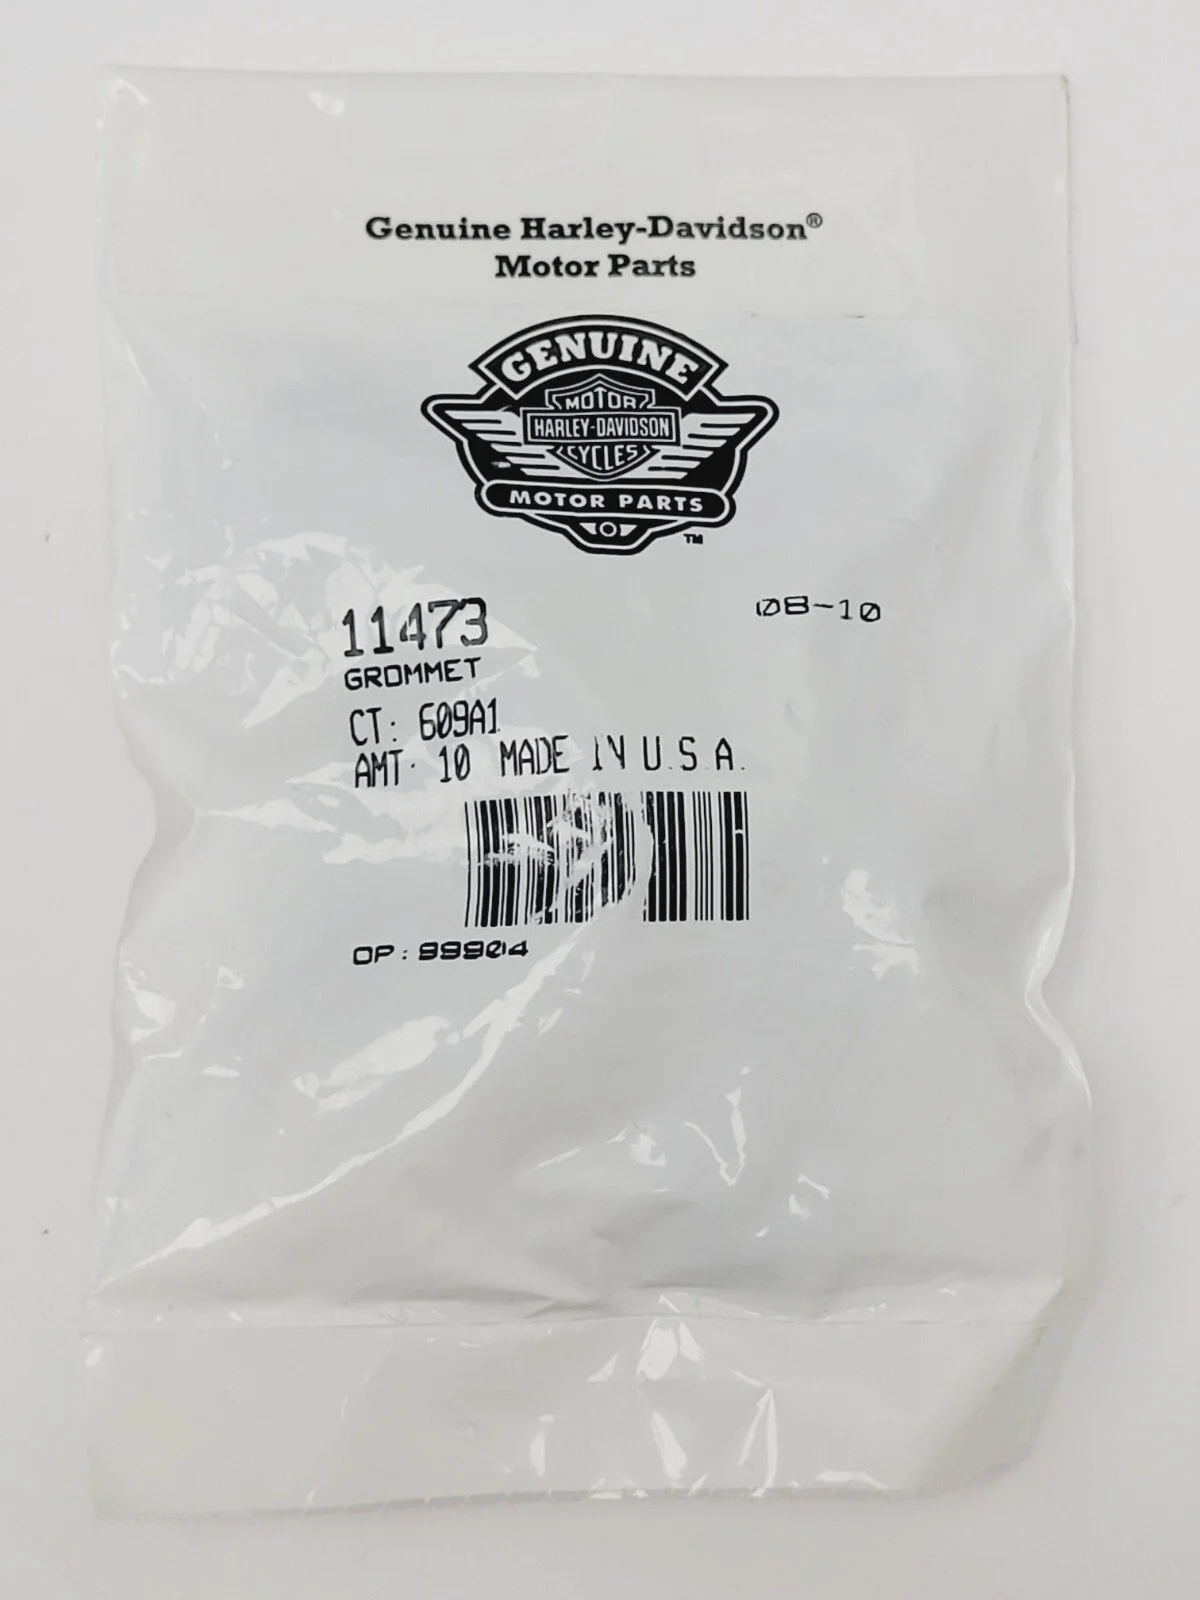 Genuine Harley-Davidson®
Motor Parts
GENUINE
MOTOR
HARLEY-DAVIDSON
CYCLES
MOTOR PARTS
TM
11473 08-10
GROMMET
CT: 609A1
AMT: 10 MADE IN U.S.A.
OP: 99904